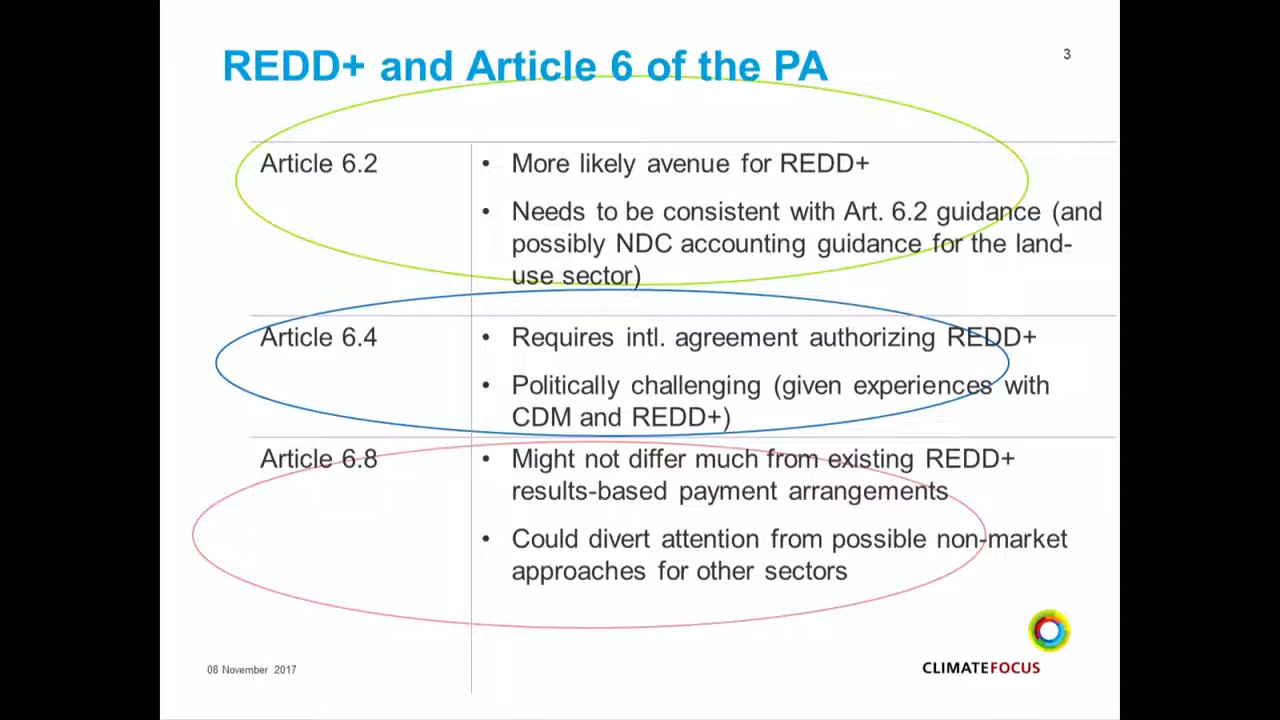 REDD+ and Article 6 of the PA
3
Article 6.2
• More likely avenue for REDD+
• Needs to be consistent with Art. 6.2 guidance (and
possibly NDC accounting guidance for the land-
use sector)
Article 6.4
• Requires intl. agreement authorizing REDD+
• Politically challenging (given experiences with
CDM and REDD+)
Article 6.8
• Might not differ much from existing REDD+
results-based payment arrangements
• Could divert attention from possible non-market
approaches for other sectors
08 November 2017
CLIMATEFOCUS